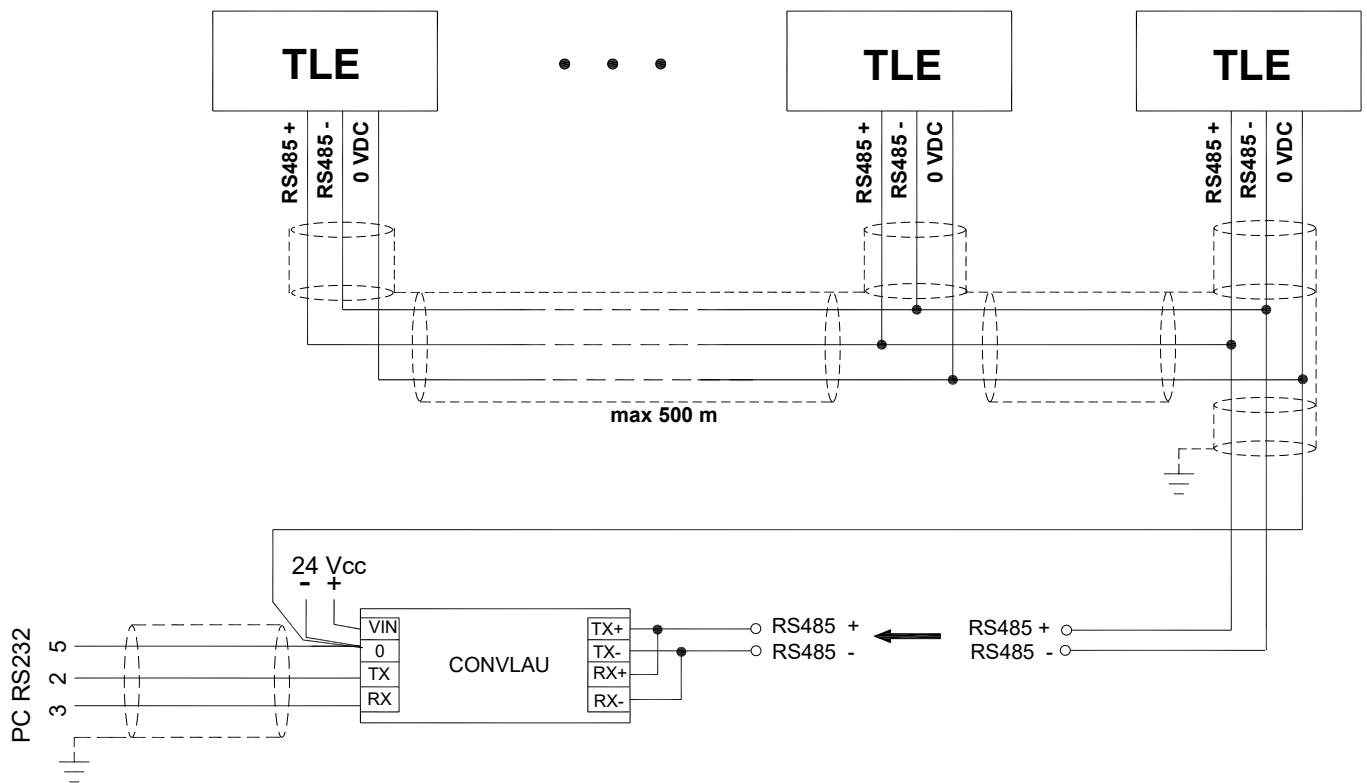 TLE
TLE
TLE
RS485 +
RS485 -
0 VDC
RS485 +
RS485 -
0 VDC
RS485 +
RS485 -
0 VDC
max 500 m
24 Vcc
- +
PC RS232
5
2
3
VIN
0
TX
RX
CONVLAU
TX+
TX-
RX+
RX-
RS485 +
RS485 -
RS485 +
RS485 -